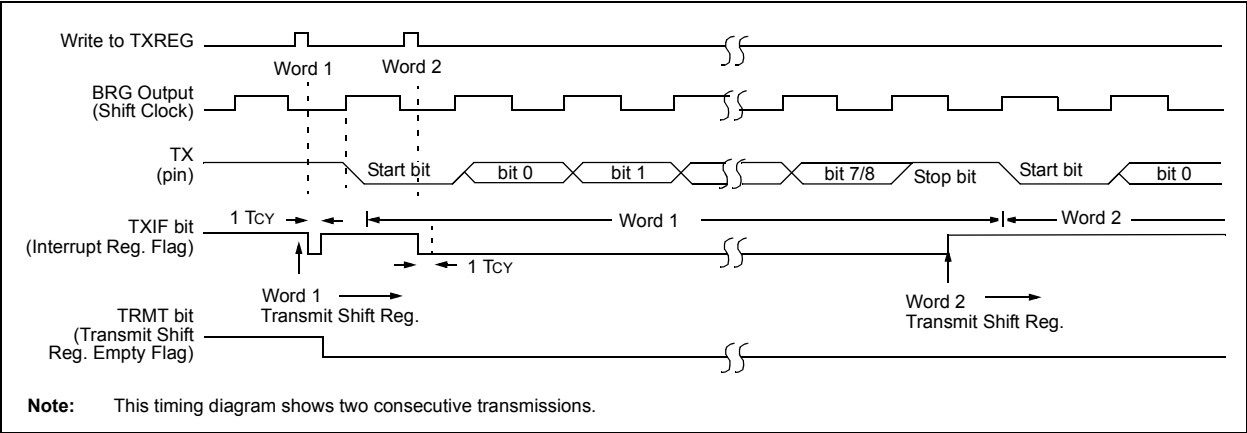 Write to TXREG
Word 1
Word 2
BRG Output
(Shift Clock)
TX
(pin)
Start bit
bit 0
bit 1
bit 7/8
Stop bit
Start bit
bit 0
1 TCY
Word 1
Word 2
TXIF bit
(Interrupt Reg. Flag)
1 TCY
Word 1
Transmit Shift Reg.
Word 2
Transmit Shift Reg.
TRMT bit
(Transmit Shift
Reg. Empty Flag)
Note: This timing diagram shows two consecutive transmissions.